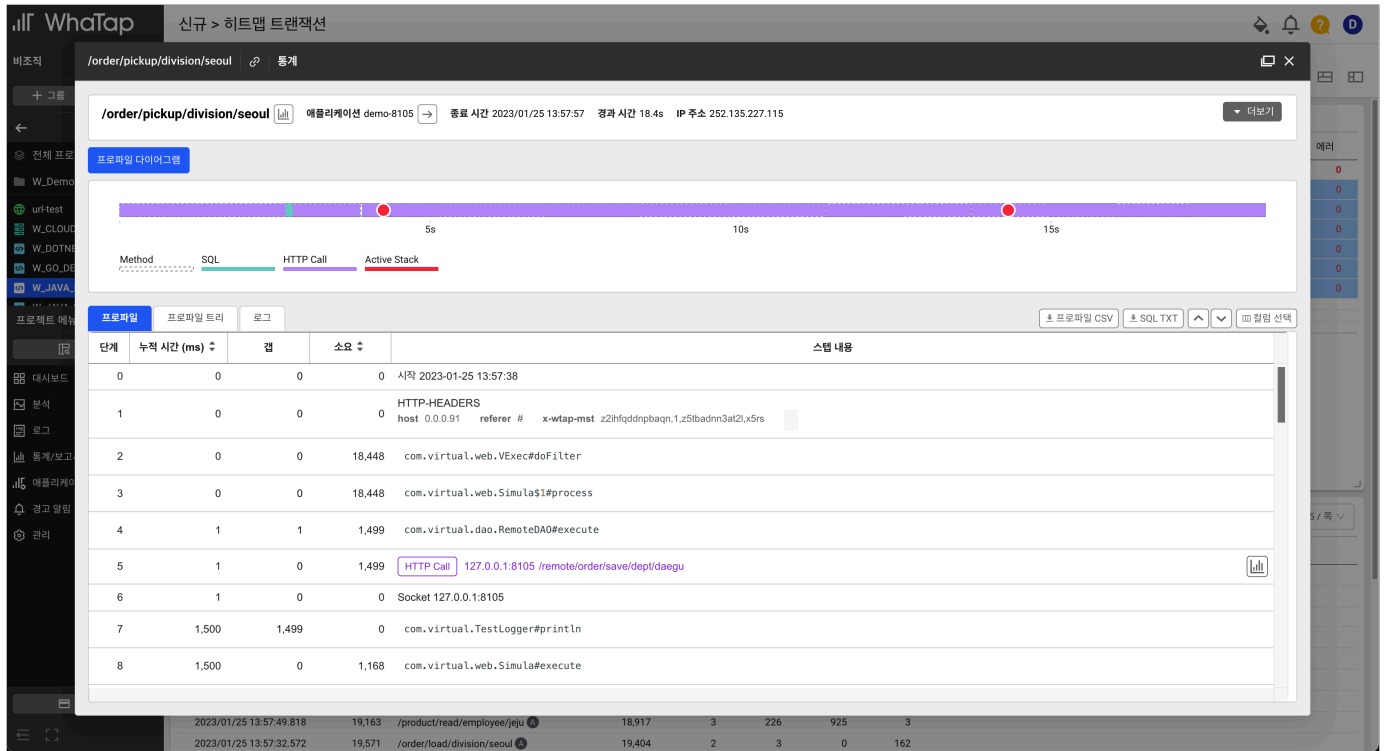 WhaTap
신규 > 히트맵 트랜잭션
D
비조직
+ 그룹
전체 프로
W_Demo
url-test
W_CLOUD
W_DOTNE
W_GO_DE
W_JAVA_
프로젝트 메뉴
대시보드
분석
로그
통계/보고
애플리케이
경고 알림
관리
/order/pickup/division/seoul 통계
/order/pickup/division/seoul 애플리케이션 demo-8105 종료 시간 2023/01/25 13:57:57 경과 시간 18.4s IP 주소 252.135.227.115 더보기
프로파일 다이어그램
5s 10s 15s
Method SQL HTTP Call Active Stack
프로파일 프로파일 트리 로그 프로파일 CSV SQL TXT 컬럼 선택
단계 누적 시간 (ms) 갭 소요 스텝 내용
0 0 0 0 시작 2023-01-25 13:57:38
HTTP-HEADERS
1 0 0 0 host 0.0.0.91 referer # x-wtap-mst z2ihfqddnpbaqn,1,z5tbadnn3at2l,x5rs
2 0 0 18,448 com.virtual.web.VExec#doFilter
3 0 0 18,448 com.virtual.web.Simula$1#process
4 1 1 1,499 com.virtual.dao.RemoteDAO#execute
5 1 0 1,499 HTTP Call 127.0.0.1:8105 /remote/order/save/dept/daegu
6 1 0 0 Socket 127.0.0.1:8105
7 1,500 1,499 0 com.virtual.TestLogger#println
8 1,500 0 1,168 com.virtual.web.Simula#execute
에러
0
0
0
0
0
0
0
5 / 쪽
2023/01/25 13:57:49.818 19,163 /product/read/employee/jeju A 18,917 3 226 925 3
2023/01/25 13:57:32.572 19,571 /order/load/division/seoul A 19,404 2 3 0 162